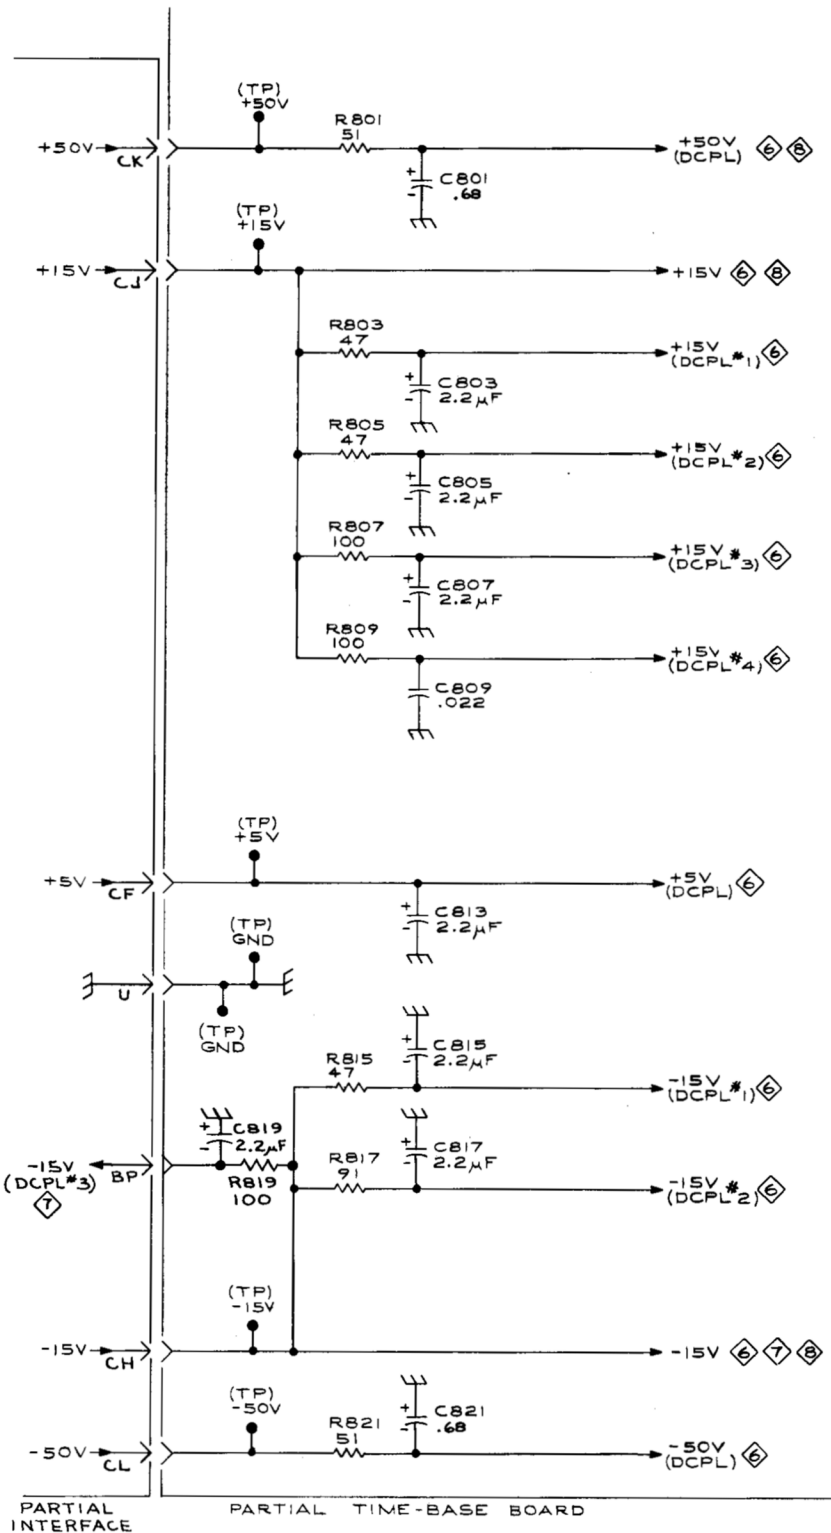 (TP)
+50V
R801
51
+50V
CK
C801
.68
+50V
(DCPL) 6 8
(TP)
+15V
+15V
CJ
+15V 6 8
R803
47
C803
2.2µF
+15V
(DCPL#1) 6
R805
47
C805
2.2µF
+15V
(DCPL#2) 6
R807
100
C807
2.2µF
+15V
(DCPL#3) 6
R809
100
C809
.022
+15V
(DCPL#4) 6
(TP)
+5V
+5V
CF
C813
2.2µF
+5V
(DCPL) 6
(TP)
GND
U
(TP)
GND
R815
47
C815
2.2µF
-15V
(DCPL#1) 6
C819
2.2µF
R819
100
-15V
(DCPL#3)
7
BP
R817
91
C817
2.2µF
-15V
(DCPL#2) 6
(TP)
-15V
-15V
CH
-15V 6 7 8
(TP)
-50V
-50V
CL
R821
51
C821
.68
-50V
(DCPL) 6
PARTIAL
INTERFACE
PARTIAL TIME-BASE BOARD